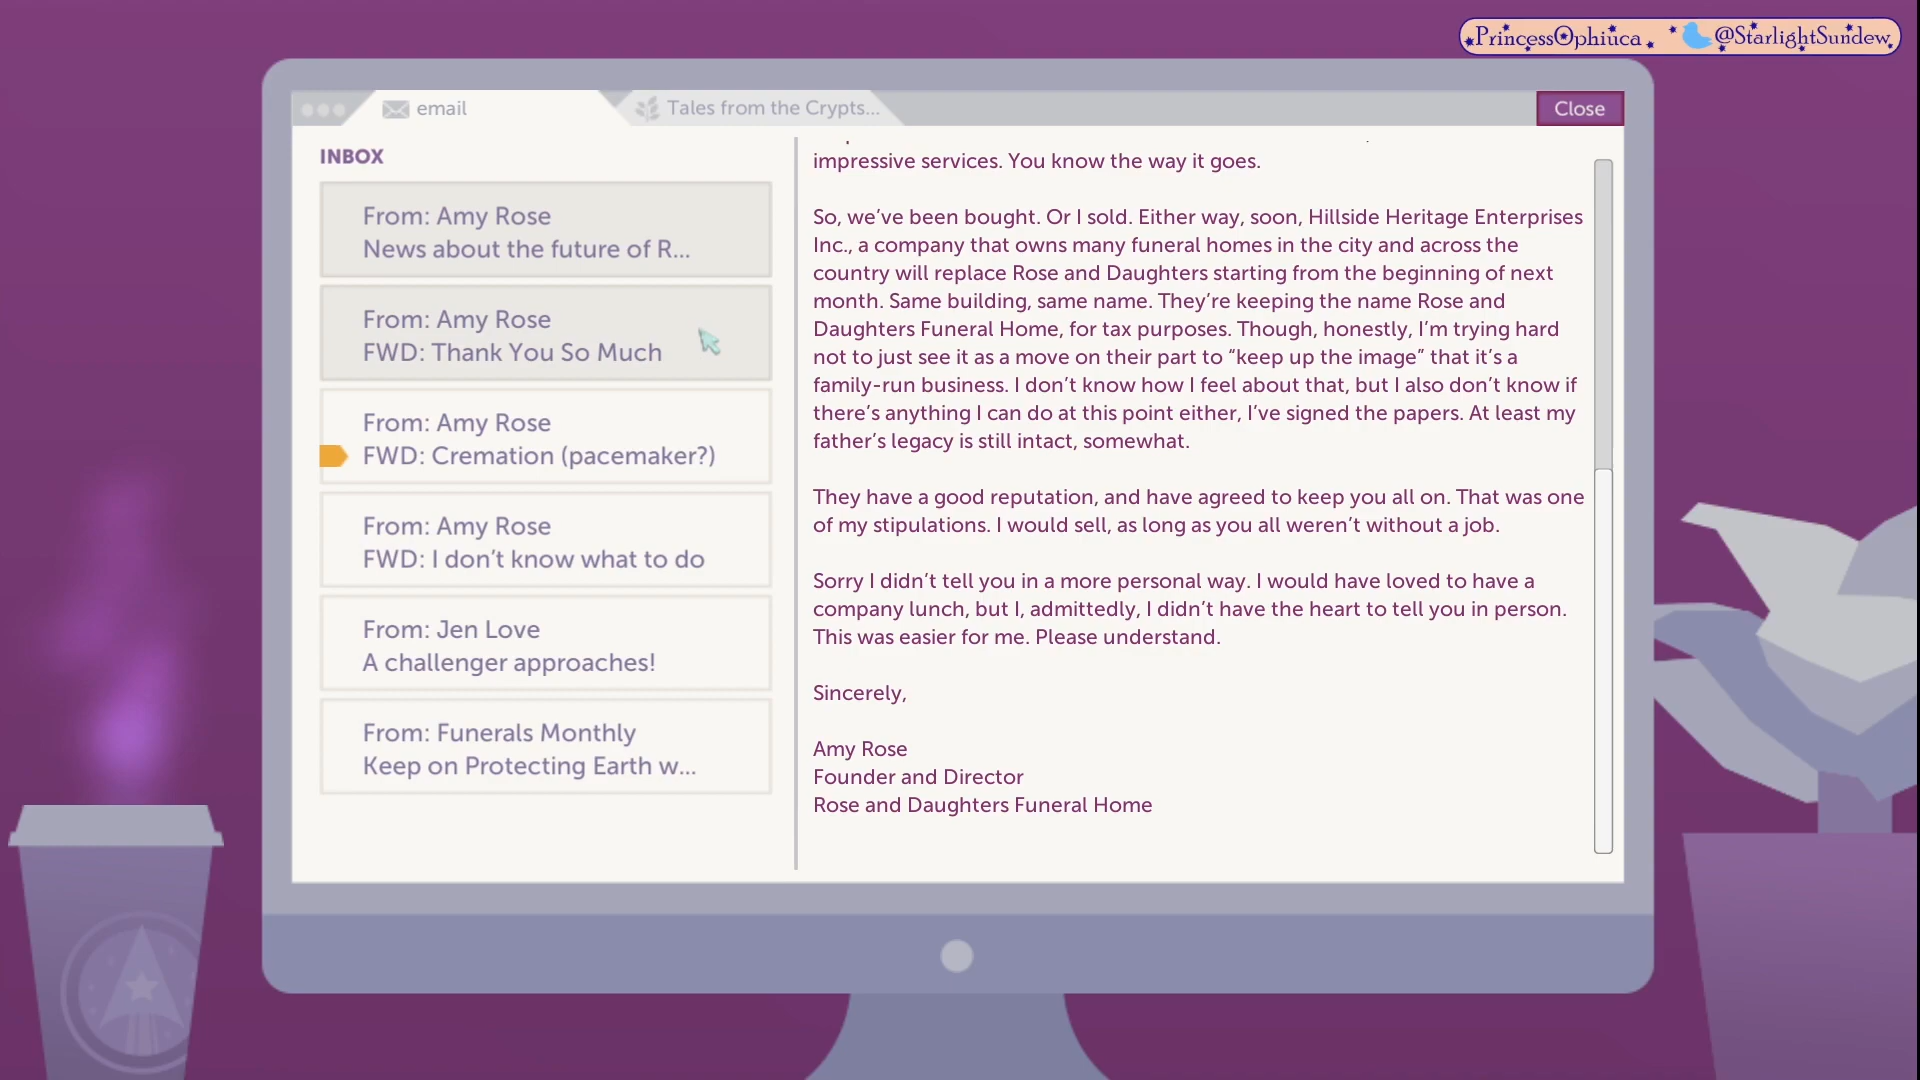 PrincessOphiuca @StarlightSundew
email
Tales from the Crypts...
Close
INBOX
From: Amy Rose
News about the future of R...
From: Amy Rose
FWD: Thank You So Much
From: Amy Rose
FWD: Cremation (pacemaker?)
From: Amy Rose
FWD: I don’t know what to do
From: Jen Love
A challenger approaches!
From: Funerals Monthly
Keep on Protecting Earth w...
impressive services. You know the way it goes.
So, we’ve been bought. Or I sold. Either way, soon, Hillside Heritage Enterprises
Inc., a company that owns many funeral homes in the city and across the
country will replace Rose and Daughters starting from the beginning of next
month. Same building, same name. They’re keeping the name Rose and
Daughters Funeral Home, for tax purposes. Though, honestly, I’m trying hard
not to just see it as a move on their part to “keep up the image” that it’s a
family-run business. I don’t know how I feel about that, but I also don’t know if
there’s anything I can do at this point either, I’ve signed the papers. At least my
father’s legacy is still intact, somewhat.
They have a good reputation, and have agreed to keep you all on. That was one
of my stipulations. I would sell, as long as you all weren’t without a job.
Sorry I didn’t tell you in a more personal way. I would have loved to have a
company lunch, but I, admittedly, I didn’t have the heart to tell you in person.
This was easier for me. Please understand.
Sincerely,
Amy Rose
Founder and Director
Rose and Daughters Funeral Home